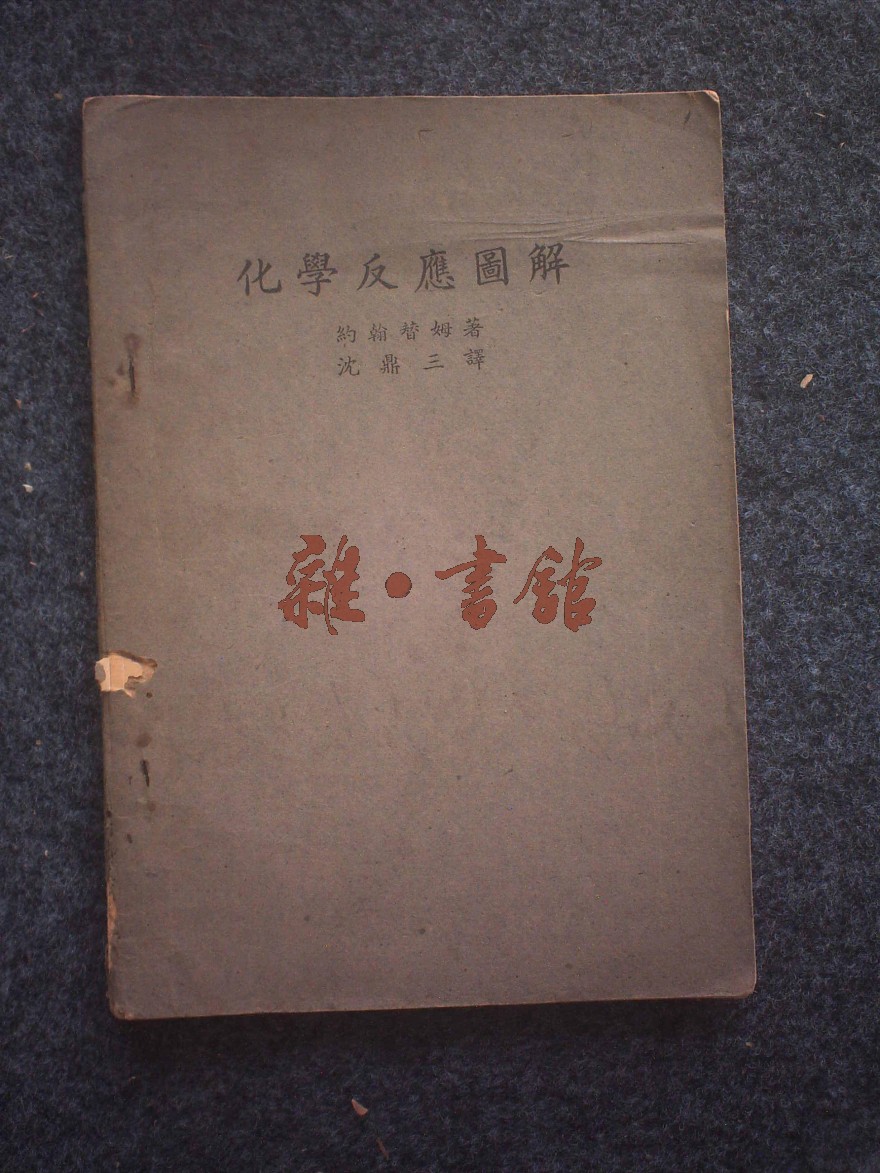 化學反應圖解
約翰替姆著
沈鼎三譯
雜·書館